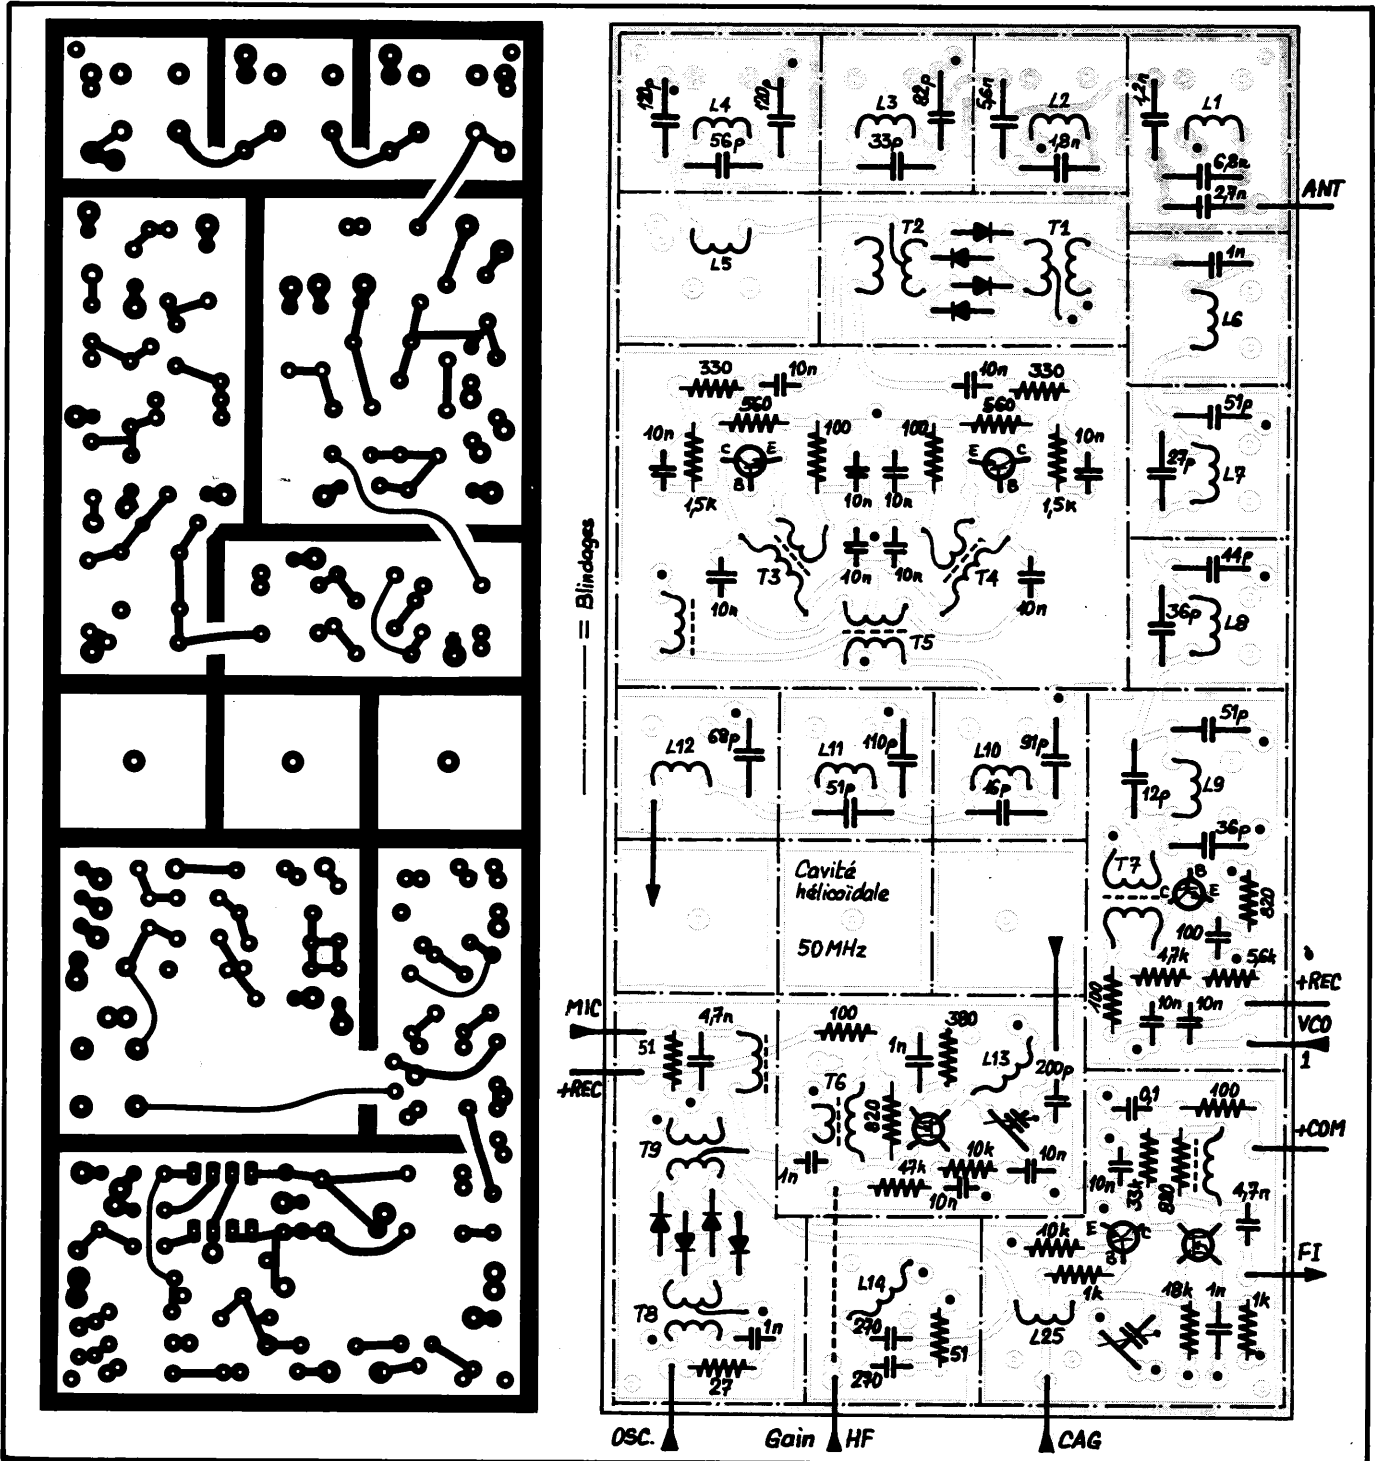 120p
L4
120p
L3
82p
5,6n
L2
1,2n
L1
56p
33p
1,8n
6,8n
2,7n
ANT
L5
T2
T1
1n
L6
330
10n
10n
330
560
560
51p
10n
C
E
100
100
E
C
10n
27p
L7
B
B
1,5K
10n
10n
1,5K
----- = Blindages
T3
10n
10n
T4
44p
10n
10n
36p
L8
T5
L12
68p
L11
110p
L10
91p
51p
51p
16p
12p
L9
36p
Cavité
hélicoïdale
T7
B
C
E
820
50 MHz
100
4,7k
5,6k
+REC
MIC
4,7n
100
380
100
10n
10n
VCO
1
51
1n
L13
200p
+REC
T6
820
0,1
100
+COM
T9
1n
47k
10k
10n
10n
10n
33k
820
4,7n
10k
E
C
B
FI
L14
1k
18k
1n
1k
T8
1n
270
270
51
L25
27
OSC.
Gain HF
CAG